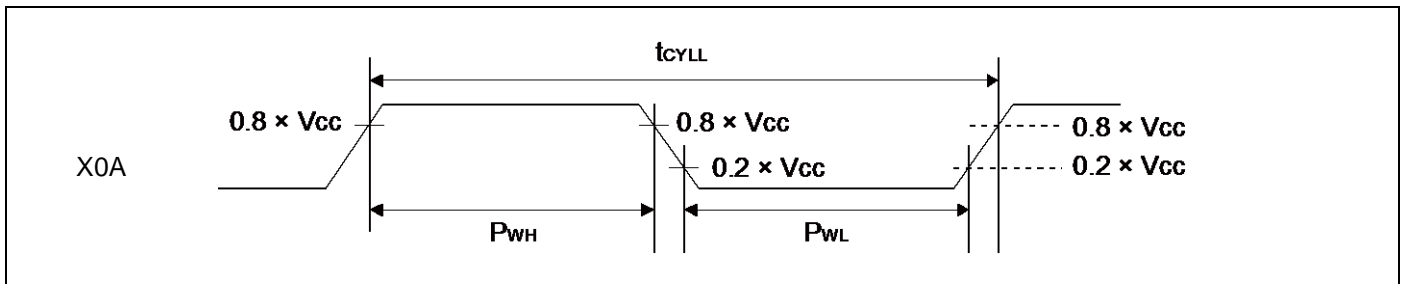 tCYLL
0.8 × Vcc
0.8 × Vcc
0.8 × Vcc
X0A
0.2 × Vcc
0.2 × Vcc
PWH
PWL